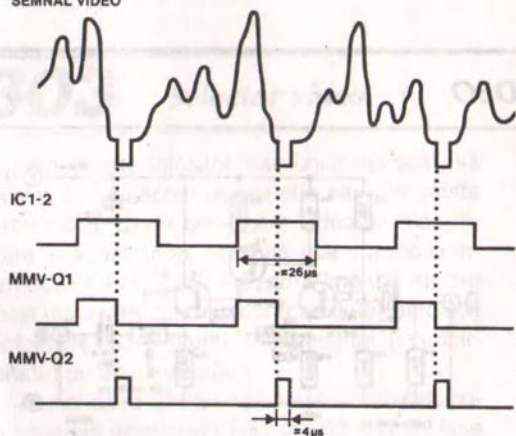 SEMNAL VIDEO
IC1-2
≈26µs
MMV-Q1
MMV-Q2
≈4µs